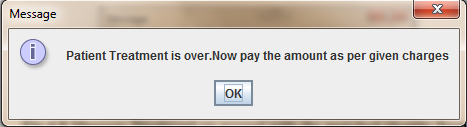 Message
Patient Treatment is over.Now pay the amount as per given charges
OK